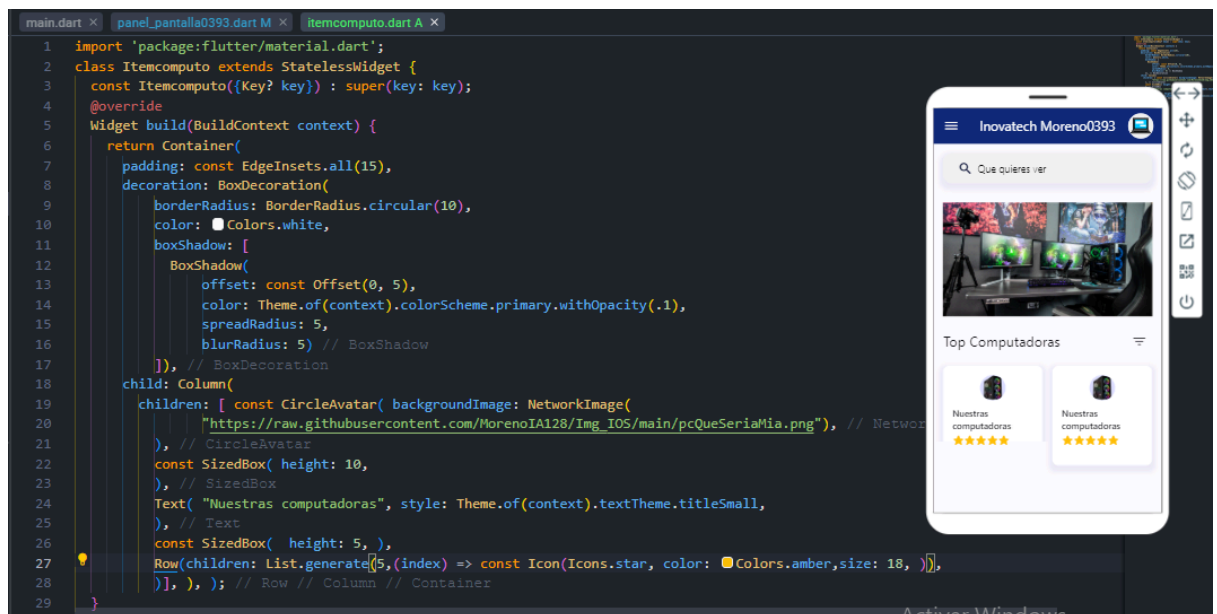 main.dart × panel_pantalla0393.dart M × itemcomputo.dart A ×
1 import 'package:flutter/material.dart';
2 class Itemcomputo extends StatelessWidget {
3 const Itemcomputo({Key? key}) : super(key: key);
4 @override
5 Widget build(BuildContext context) {
6 return Container(
7 padding: const EdgeInsets.all(15),
8 decoration: BoxDecoration(
9 borderRadius: BorderRadius.circular(10),
10 color: Colors.white,
11 boxShadow: [
12 BoxShadow(
13 offset: const Offset(0, 5),
14 color: Theme.of(context).colorScheme.primary.withOpacity(.1),
15 spreadRadius: 5,
16 blurRadius: 5) // BoxShadow
17 ]), // BoxDecoration
18 child: Column(
19 children: [ const CircleAvatar( backgroundImage: NetworkImage(
20 "https://raw.githubusercontent.com/MorenoIA128/Img_IOS/main/pcQueSeriaMia.png"), // Networ
21 ), // CircleAvatar
22 const SizedBox( height: 10,
23 ), // SizedBox
24 Text( "Nuestras computadoras", style: Theme.of(context).textTheme.titleSmall,
25 ), // Text
26 const SizedBox( height: 5, ),
27 Row(children: List.generate(5,(index) => const Icon(Icons.star, color: Colors.amber,size: 18, )),
28 )], ), ); // Row // Column // Container
29 }
Inovatech Moreno0393
Que quieres ver
Top Computadoras
Nuestras computadoras
Nuestras computadoras
Activar Windows